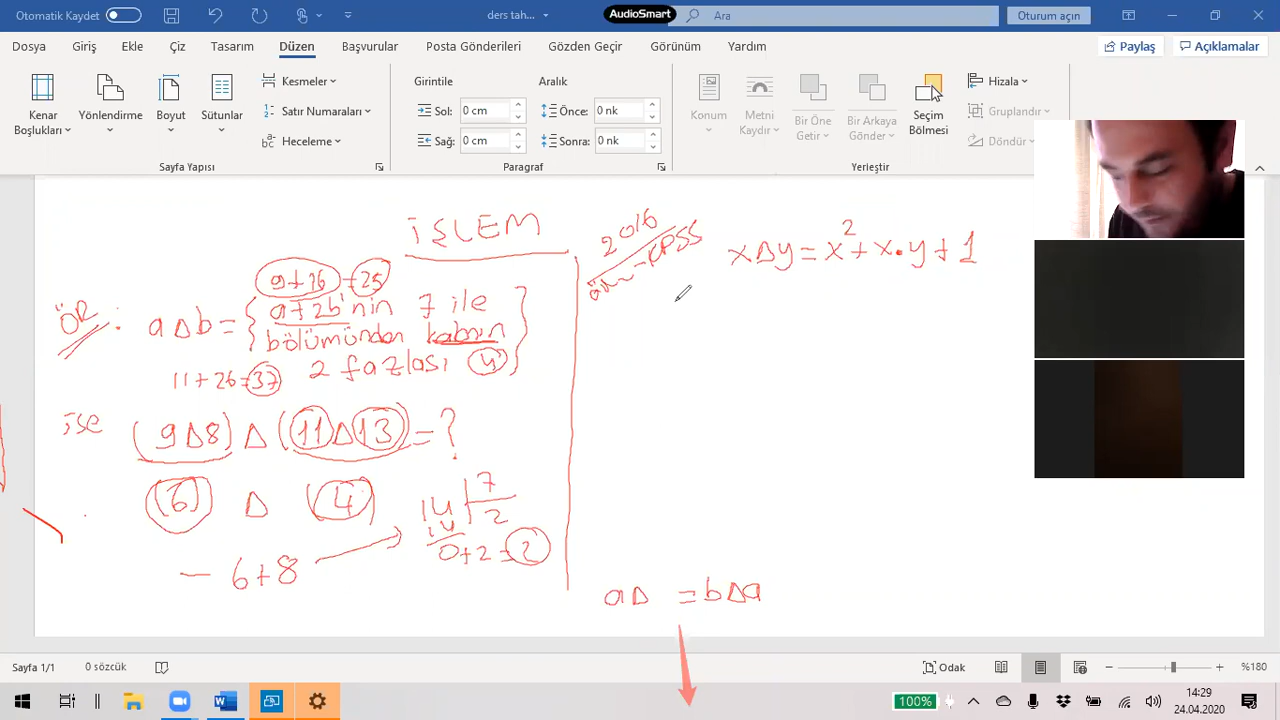 Otomatik Kaydet
ders tah...
AudioSmart
Ara
Oturum açın
Dosya Giriş Ekle Çiz Tasarım Düzen Başvurular Posta Gönderileri Gözden Geçir Görünüm Yardım
Paylaş Açıklamalar
Kenar Boşlukları
Yönlendirme
Boyut
Sütunlar
Kesmeler
Satır Numaraları
Heceleme
Sayfa Yapısı
Girintile Aralık
Sol: 0 cm Önce: 0 nk
Sağ: 0 cm Sonra: 0 nk
Paragraf
Konum
Metni Kaydır
Bir Öne Getir
Bir Arkaya Gönder
Seçim Bölmesi
Hizala
Gruplandır
Döndür
Yerleştir
İŞLEM
9+16=25
ÖR: a∆b={a+2b'nin 7 ile
bölümünden kalanın
2 fazlası}
11+26=37
ise (9∆8)∆(11∆13)=?
(6) ∆ (4)
6+8
14 7
14 2
0+2=2
2016
KPSS
x∆y=x²+x.y+1
a∆ =b∆a
Sayfa 1/1 0 sözcük
Odak
%180
100%
14:29
24.04.2020